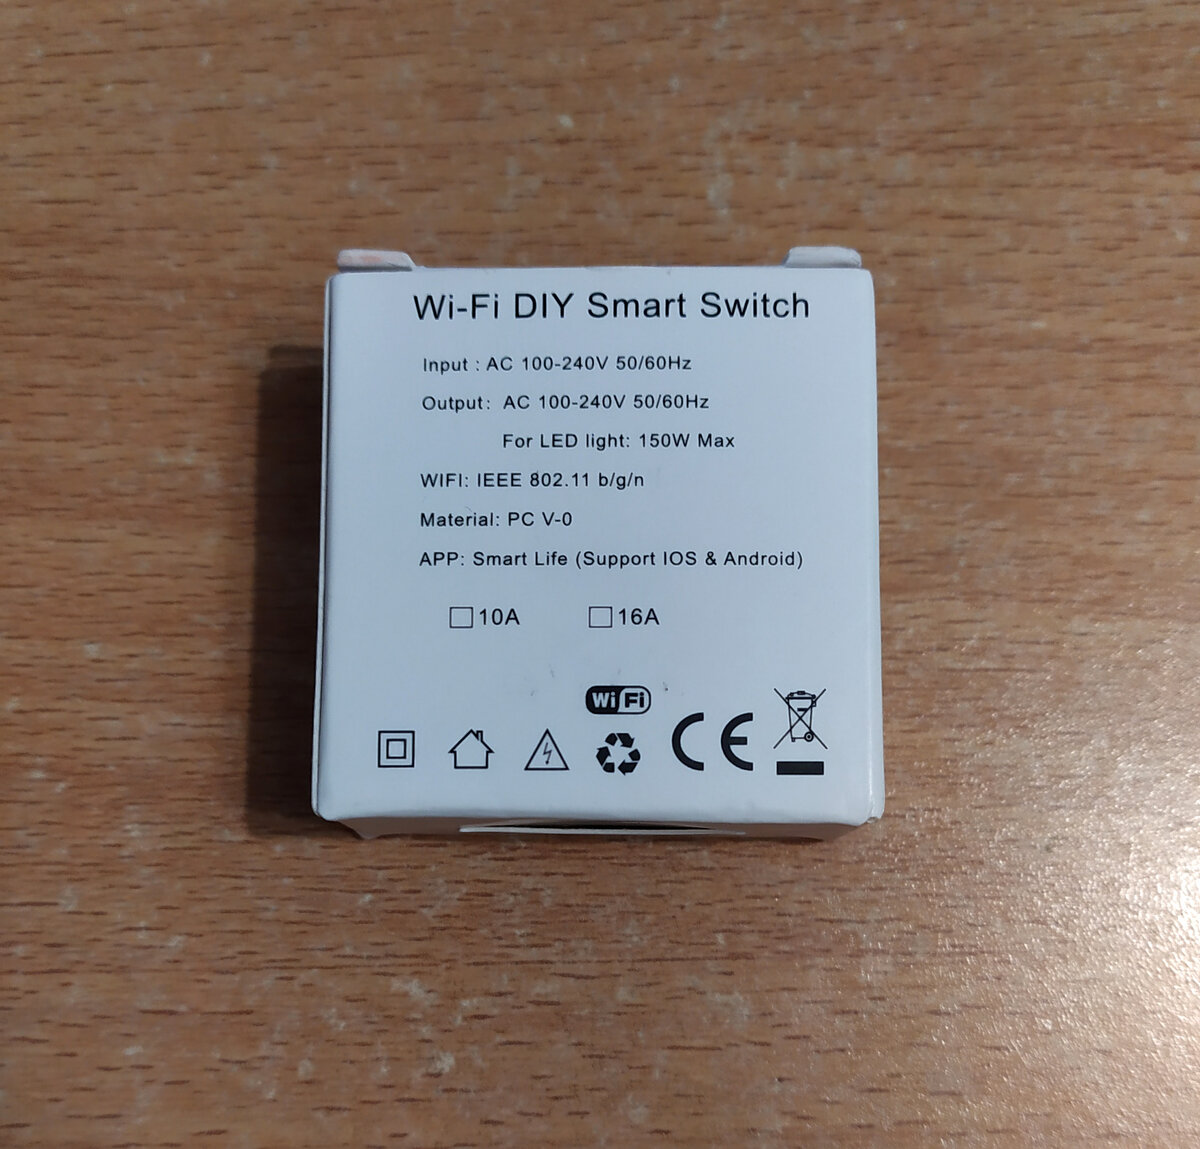 Wi-Fi DIY Smart Switch
Input : AC 100-240V 50/60Hz
Output: AC 100-240V 50/60Hz
For LED light: 150W Max
WIFI: IEEE 802.11 b/g/n
Material: PC V-0
APP: Smart Life (Support IOS & Android)
10A 16A
Wi Fi
CE